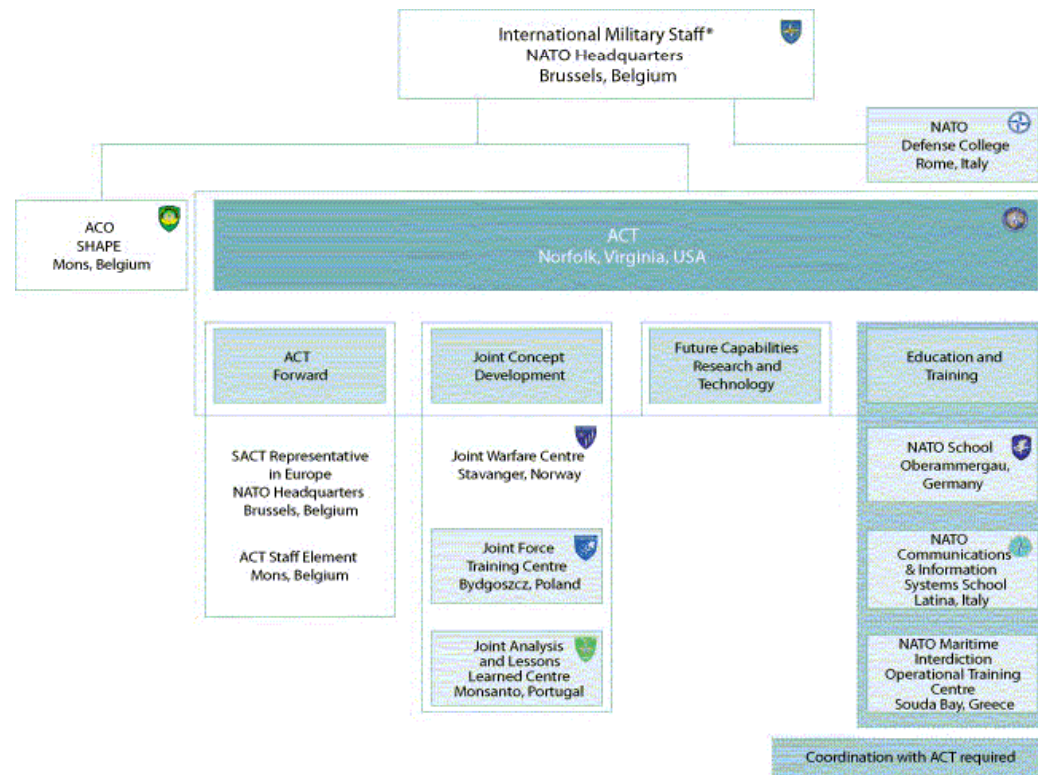 International Military Staff*
NATO Headquarters
Brussels, Belgium
NATO
Defense College
Rome, Italy
ACO
SHAPE
Mons, Belgium
ACT
Norfolk, Virginia, USA
ACT
Forward
Joint Concept
Development
Future Capabilities
Research and
Technology
Education and
Training
SACT Representative
in Europe
NATO Headquarters
Brussels, Belgium
ACT Staff Element
Mons, Belgium
Joint Warfare Centre
Stavanger, Norway
Joint Force
Training Centre
Bydgoszcz, Poland
Joint Analysis
and Lessons
Learned Centre
Monsanto, Portugal
NATO School
Oberammergau,
Germany
NATO
Communications
& Information
Systems School
Latina, Italy
NATO Maritime
Interdiction
Operational Training
Centre
Souda Bay, Greece
Coordination with ACT required